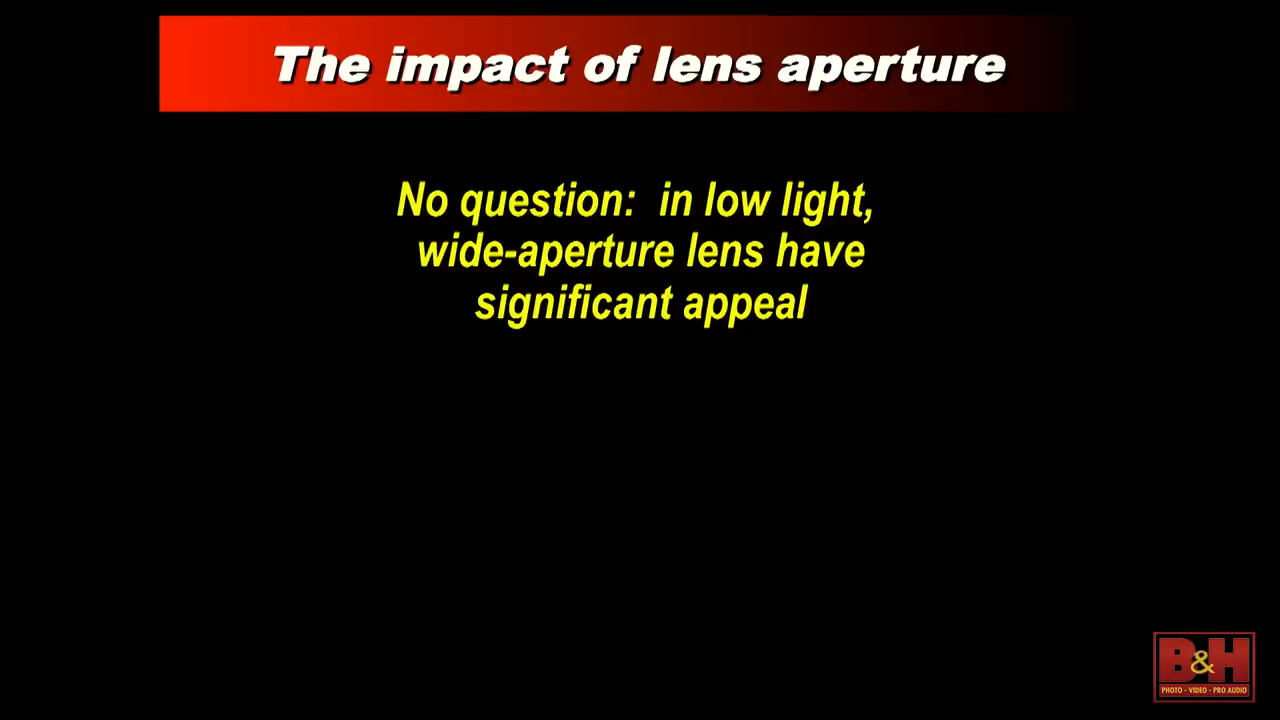 The impact of lens aperture
No question: in low light,
wide-aperture lens have
significant appeal
B&H
PHOTO - VIDEO - PRO AUDIO